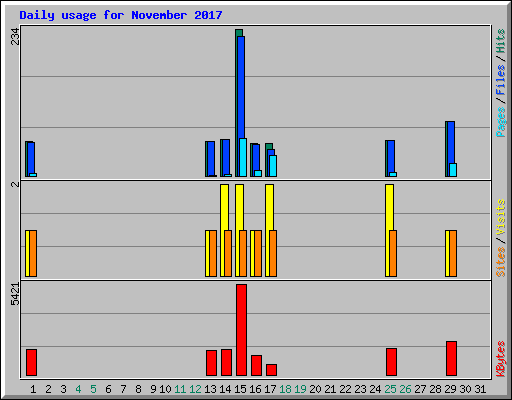 Daily usage for November 2017
234
Pages / Files / Hits
2
Sites / Visits
5421
KBytes
1 2 3 4 5 6 7 8 9 10 11 12 13 14 15 16 17 18 19 20 21 22 23 24 25 26 27 28 29 30 31